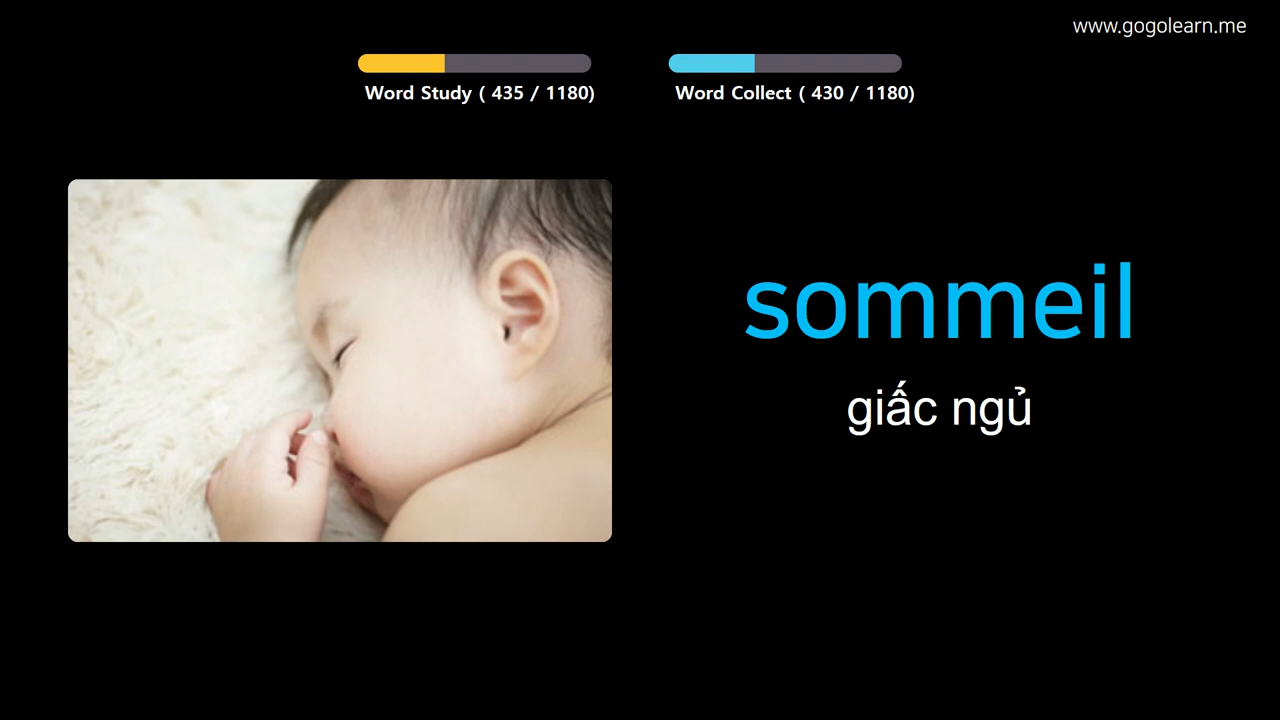 www.gogolearn.me
Word Study ( 435 / 1180)
Word Collect ( 430 / 1180)
sommeil
giấc ngủ